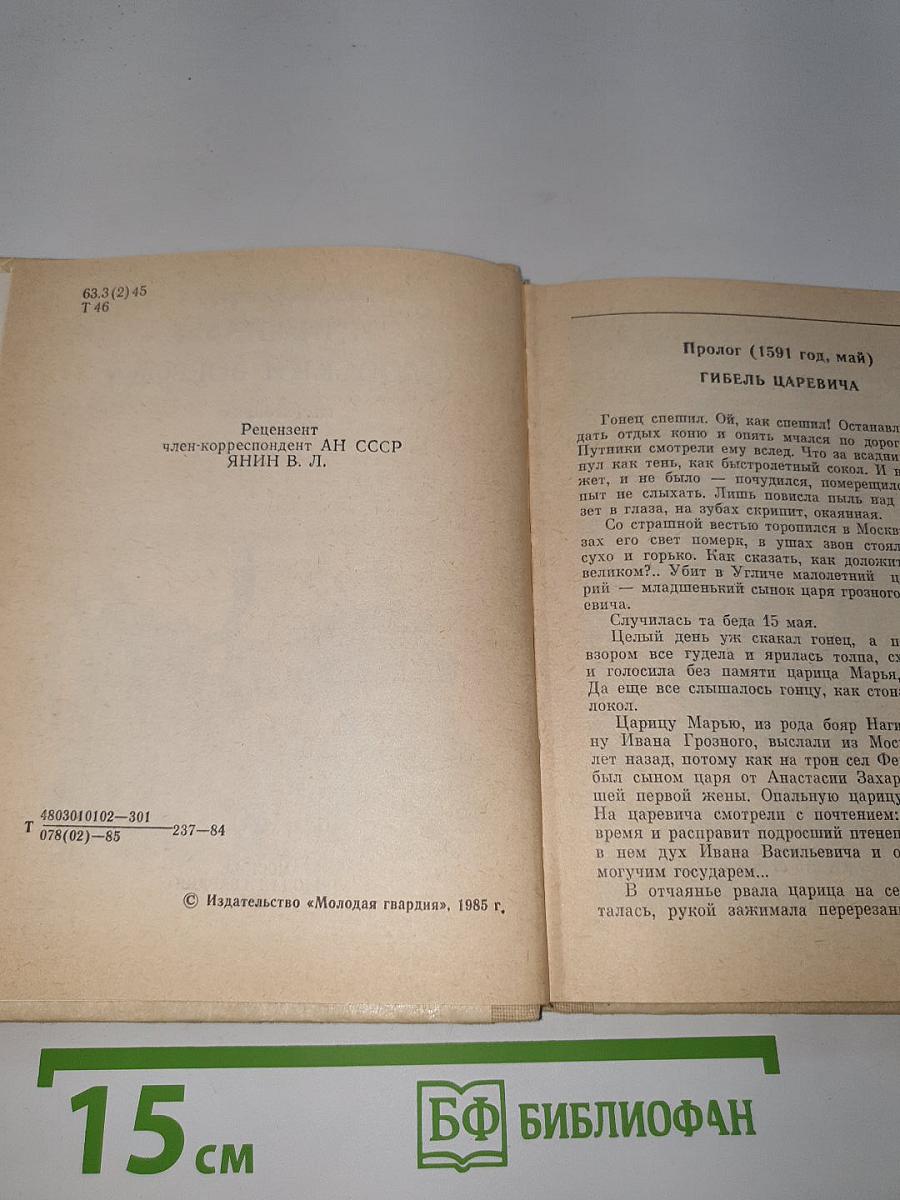 63.3(2)45
Т 46
Рецензент
член-корреспондент АН СССР
ЯНИН В. Л.
Т 4803010102—301
078(02)—85 —237—84
© Издательство «Молодая гвардия», 1985 г.
Пролог (1591 год, май)
ГИБЕЛЬ ЦАРЕВИЧА
Гонец спешил. Ой, как спешил! Останавл
дать отдых коню и опять мчался по дорог
Путники смотрели ему вслед. Что за всадни
нул как тень, как быстролетный сокол. И
жет, и не было — почудился, померещилс
пыт не слыхать. Лишь повисла пыль над
зет в глаза, на зубах скрипит, окаянная.
Со страшной вестью торопился в Москв
зах его свет померк, в ушах звон стоял
сухо и горько. Как сказать, как доложит
великом?.. Убит в Угличе малолетний ц
рий — младшенький сынок царя грозного
евича.
Случилась та беда 15 мая.
Целый день уж скакал гонец, а п
взором все гудела и ярилась толпа, сх
и голосила без памяти царица Марья,
Да еще все слышалось гонцу, как стон
локол.
Царицу Марью, из рода бояр Наги
ну Ивана Грозного, выслали из Мос
лет назад, потому как на трон сел Фе
был сыном царя от Анастасии Захар
шей первой жены. Опальную царицу
На царевича смотрели с почтением:
время и расправит подросший птенец
в нем дух Ивана Васильевича и о
могучим государем...
В отчаянье рвала царица на се
талась, рукой зажимала перерезан
15 см
БФ БИБЛИОФАН